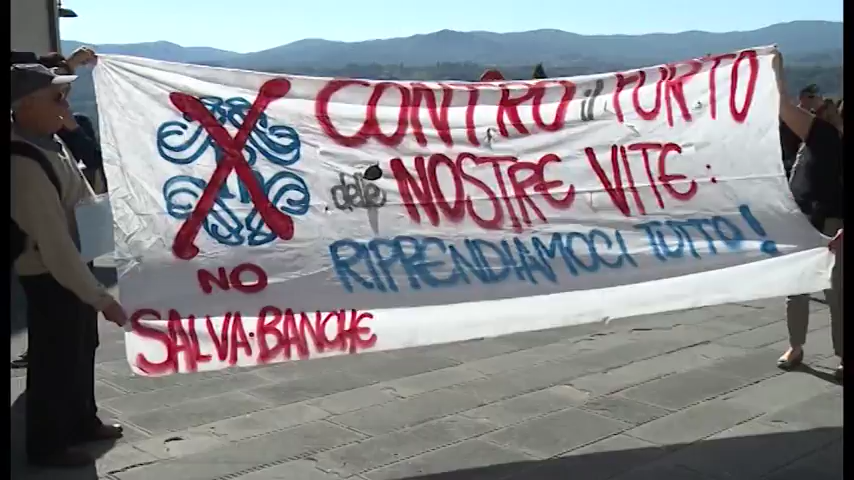 CONTRO il FURTO
delle NOSTRE VITE:
RIPRENDIAMOCI TUTTO!
NO
SALVA-BANCHE